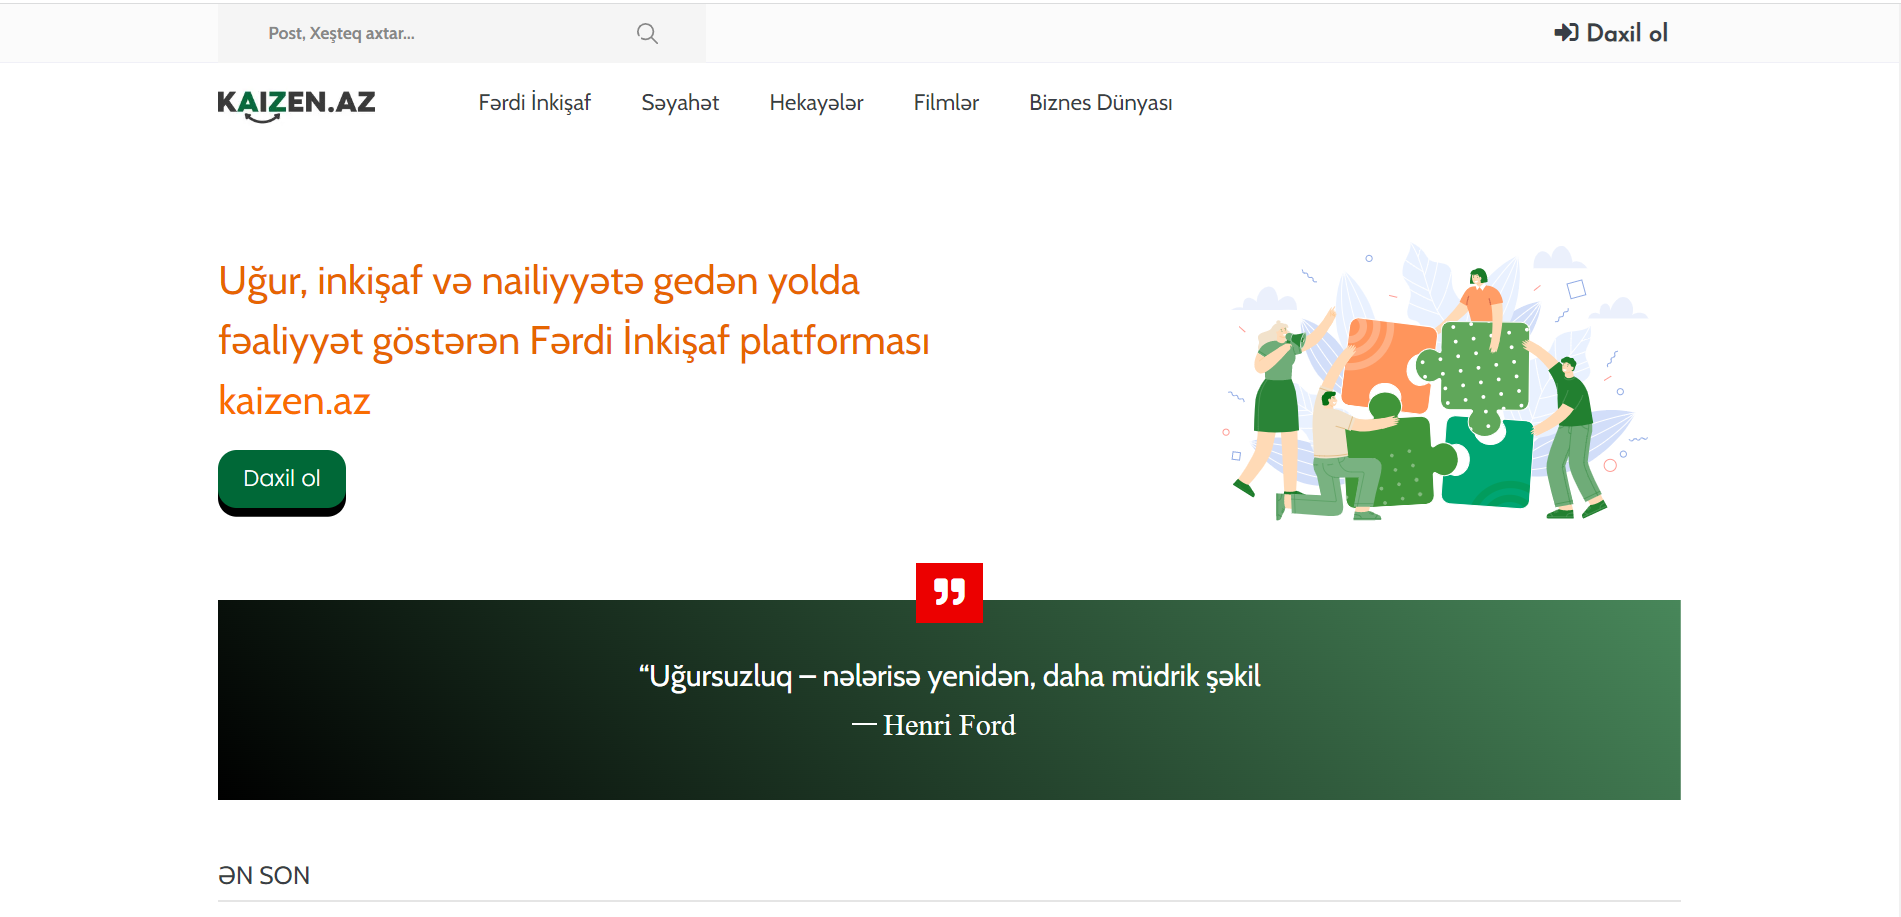 Post, Xeşteq axtar...
Daxil ol
KAIZEN.AZ
Fərdi İnkişaf
Səyahət
Hekayələr
Filmlər
Biznes Dünyası
Uğur, inkişaf və nailiyyətə gedən yolda
fəaliyyət göstərən Fərdi İnkişaf platforması
kaizen.az
Daxil ol
“Uğursuzluq – nələrisə yenidən, daha müdrik şəkil
— Henri Ford
ƏN SON